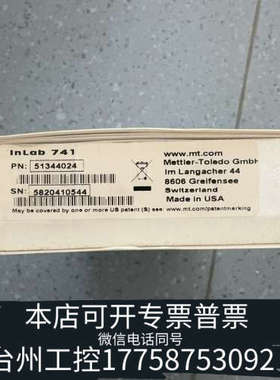 InLab 741
PN: 51344024
SN: 5820410544
www.mt.com
Mettler-Toledo GmbH
Im Langacher 44
8606 Greifensee
Switzerland
Made in USA
May be covered by one or more US patent(s) - see www.mt.com/patentmarking
本店可开专票普票
微信电话同号
台州工控17758753092